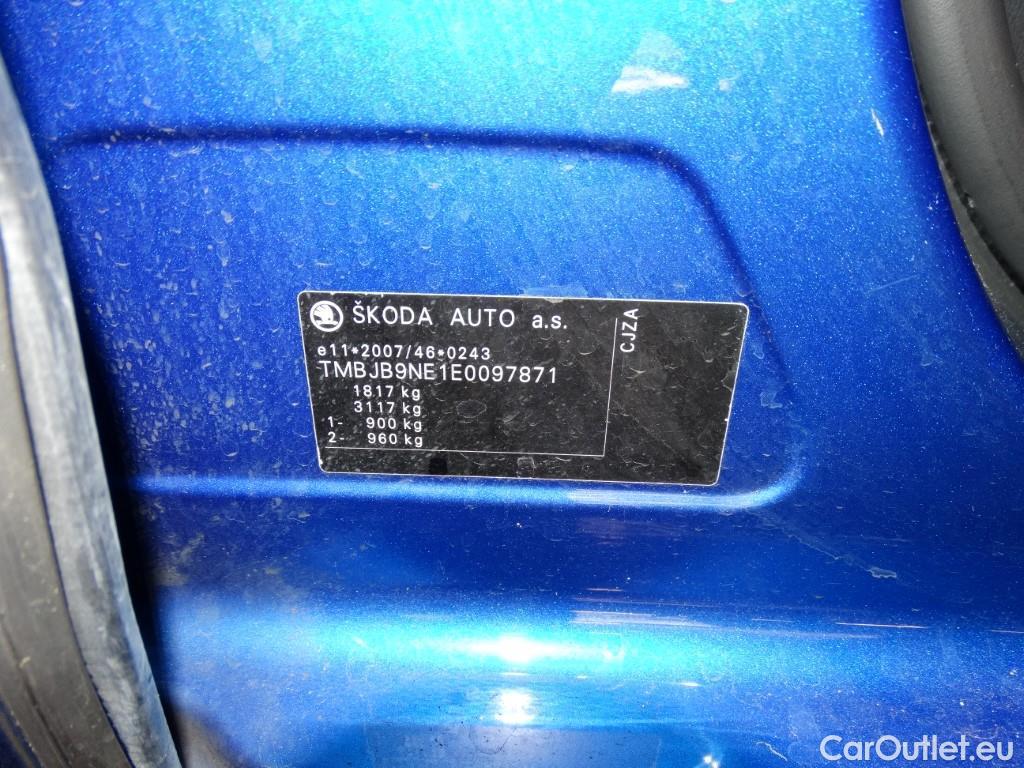 ŠKODA AUTO a.s.
e11*2007/46*0243
TMBJB9NE1E0097871
1817 kg
3117 kg
1- 900 kg
2- 960 kg
CJZA
CarOutlet.eu